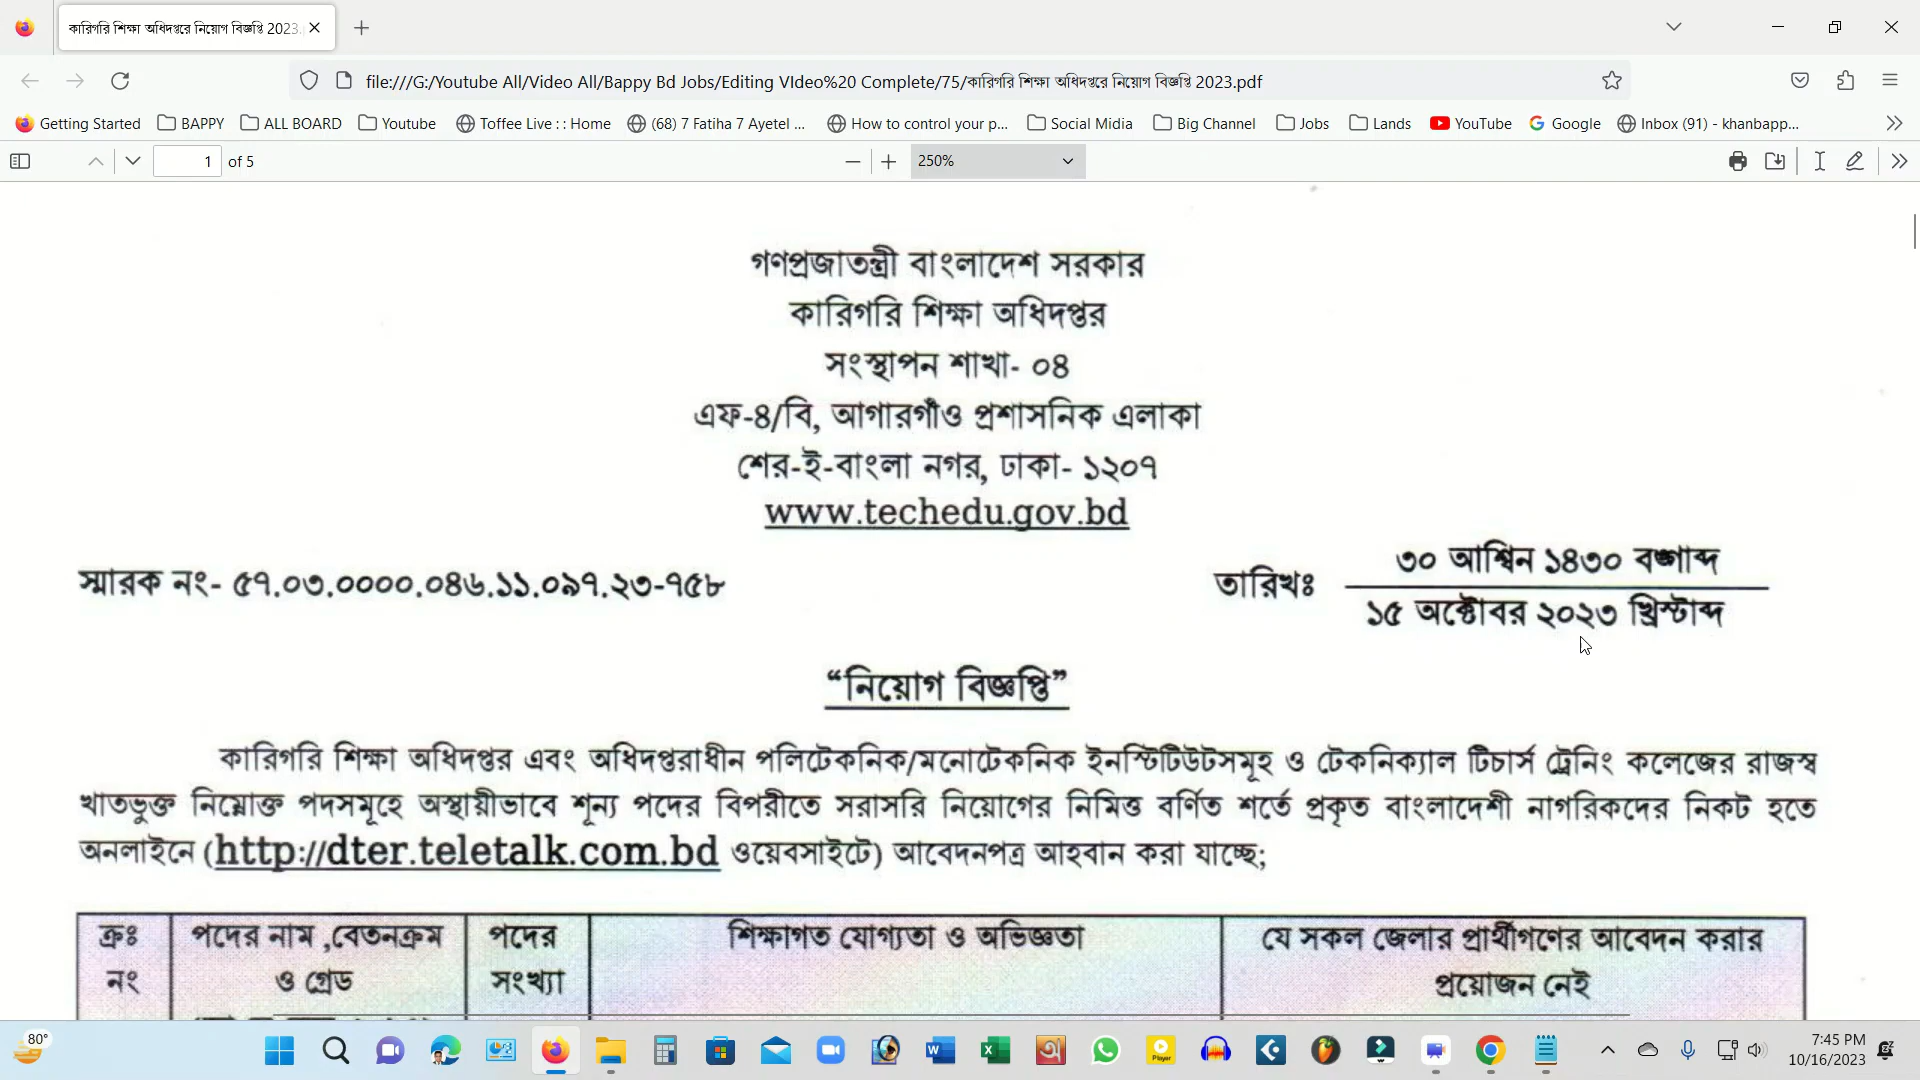 কারিগরি শিক্ষা অধিদপ্তরে নিয়োগ বিজ্ঞপ্তি 2023.
file:///G:/Youtube All/Video All/Bappy Bd Jobs/Editing VIdeo%20 Complete/75/কারিগরি শিক্ষা অধিদপ্তরে নিয়োগ বিজ্ঞপ্তি 2023.pdf
Getting Started BAPPY ALL BOARD Youtube Toffee Live : : Home (68) 7 Fatiha 7 Ayetel ... How to control your p... Social Midia Big Channel Jobs Lands YouTube Google Inbox (91) - khanbapp...
1 of 5 250%
গণপ্রজাতন্ত্রী বাংলাদেশ সরকার
কারিগরি শিক্ষা অধিদপ্তর
সংস্থাপন শাখা- ০৪
এফ-৪/বি, আগারগাঁও প্রশাসনিক এলাকা
শের-ই-বাংলা নগর, ঢাকা- ১২০৭
www.techedu.gov.bd
স্মারক নং- ৫৭.০৩.০০০০.০৪৬.১১.০৯৭.২৩-৭৫৮
তারিখঃ ৩০ আশ্বিন ১৪৩০ বঙ্গাব্দ
১৫ অক্টোবর ২০২৩ খ্রিস্টাব্দ
“নিয়োগ বিজ্ঞপ্তি”
কারিগরি শিক্ষা অধিদপ্তর এবং অধিদপ্তরাধীন পলিটেকনিক/মনোটেকনিক ইনস্টিটিউটসমূহ ও টেকনিক্যাল টিচার্স ট্রেনিং কলেজের রাজস্ব
খাতভুক্ত নিম্নোক্ত পদসমূহে অস্থায়ীভাবে শূন্য পদের বিপরীতে সরাসরি নিয়োগের নিমিত্ত বর্ণিত শর্তে প্রকৃত বাংলাদেশী নাগরিকদের নিকট হতে
অনলাইনে (http://dter.teletalk.com.bd ওয়েবসাইটে) আবেদনপত্র আহবান করা যাচ্ছে;
ক্রঃ নং
পদের নাম ,বেতনক্রম ও গ্রেড
পদের সংখ্যা
শিক্ষাগত যোগ্যতা ও অভিজ্ঞতা
যে সকল জেলার প্রার্থীগণের আবেদন করার প্রয়োজন নেই
80°
Player
অ
7:45 PM
10/16/2023